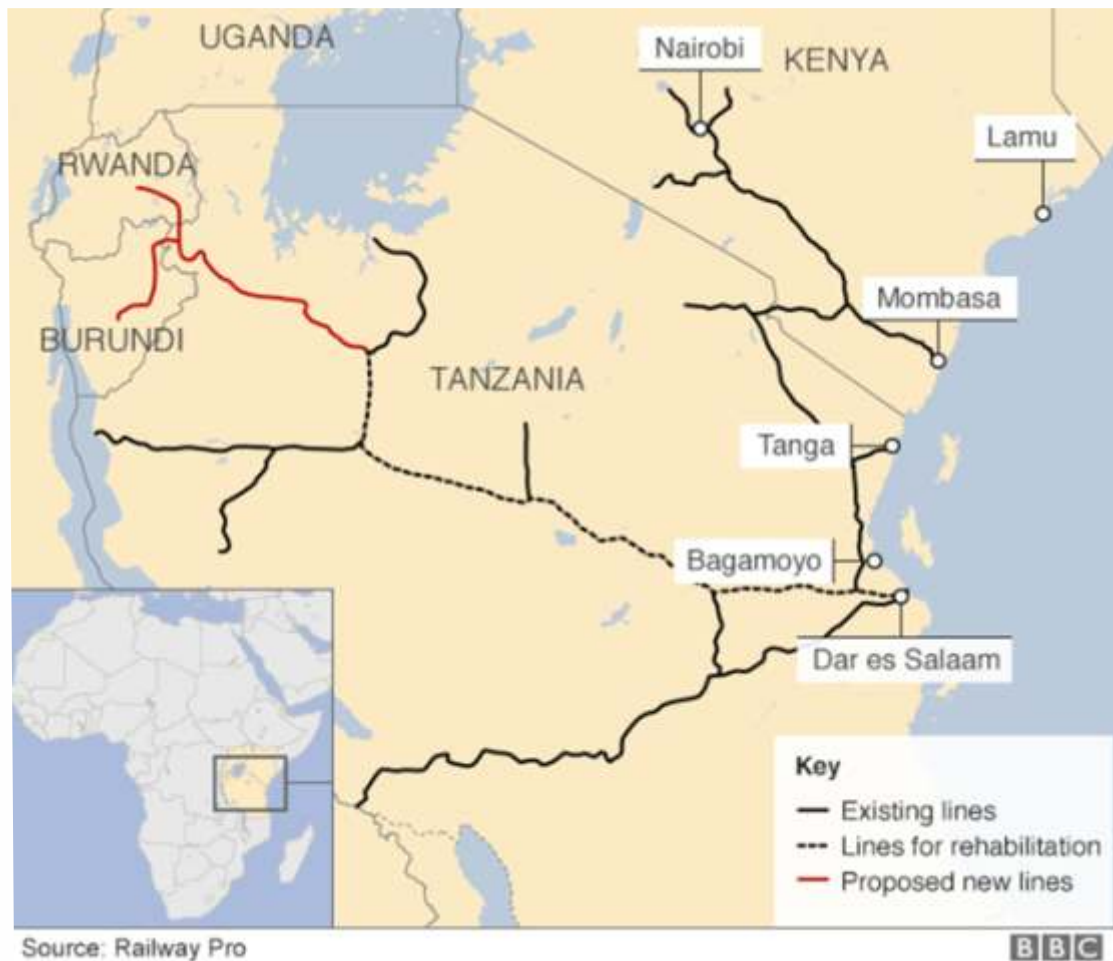 UGANDA
Nairobi
KENYA
Lamu
RWANDA
Mombasa
BURUNDI
TANZANIA
Tanga
Bagamoyo
Dar es Salaam
Key
Existing lines
Lines for rehabilitation
Proposed new lines
Source: Railway Pro
BBC